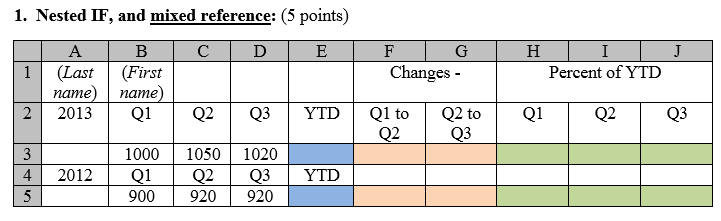 1. Nested IF, and mixed reference: (5 points)
A B C D E F G H I J
1 (Last name) (First name) Changes - Percent of YTD
2 2013 Q1 Q2 Q3 YTD Q1 to Q2 Q2 to Q3 Q1 Q2 Q3
3 1000 1050 1020
4 2012 Q1 Q2 Q3 YTD
5 900 920 920